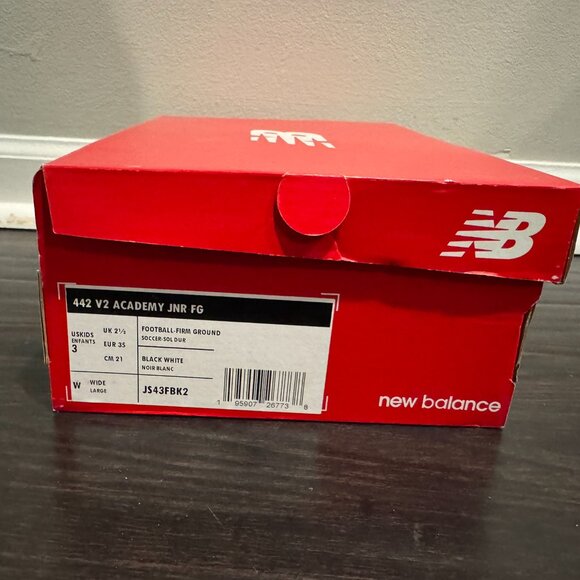 NB
442 V2 ACADEMY JNR FG
USKIDS
ENFANTS
3
UK 2½
EUR 35
CM 21
FOOTBALL-FIRM GROUND
SOCCER-SOL DUR
BLACK WHITE
NOIR BLANC
W
WIDE
LARGE
JS43FBK2
1 95907 26773 8
new balance